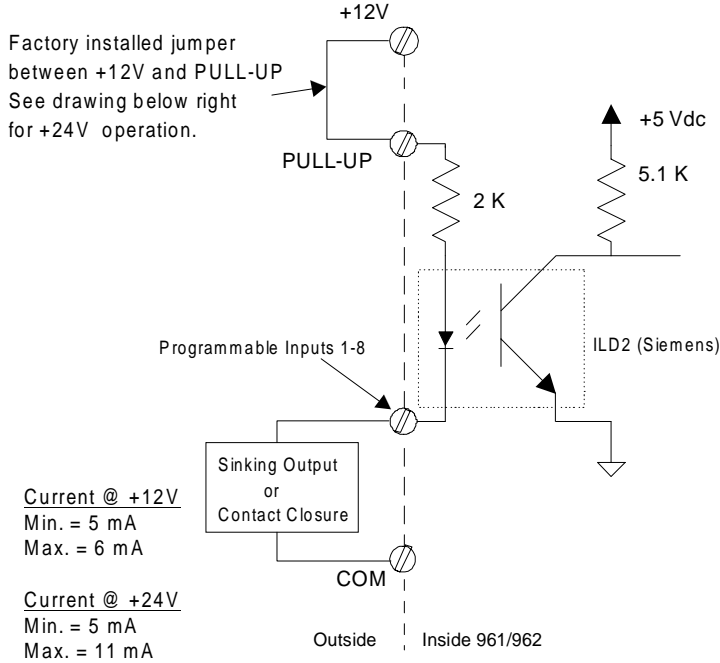 +12V
Factory installed jumper
between +12V and PULL-UP
See drawing below right
for +24V operation.
+5 Vdc
PULL-UP
5.1 K
2 K
Programmable Inputs 1-8
ILD2 (Siemens)
Sinking Output
or
Contact Closure
Current @ +12V
Min. = 5 mA
Max. = 6 mA
COM
Current @ +24V
Min. = 5 mA
Max. = 11 mA
Outside
Inside 961/962